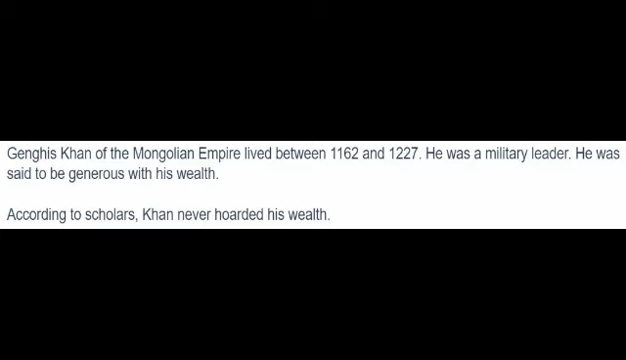 Genghis Khan of the Mongolian Empire lived between 1162 and 1227. He was a military leader. He was
said to be generous with his wealth.
According to scholars, Khan never hoarded his wealth.